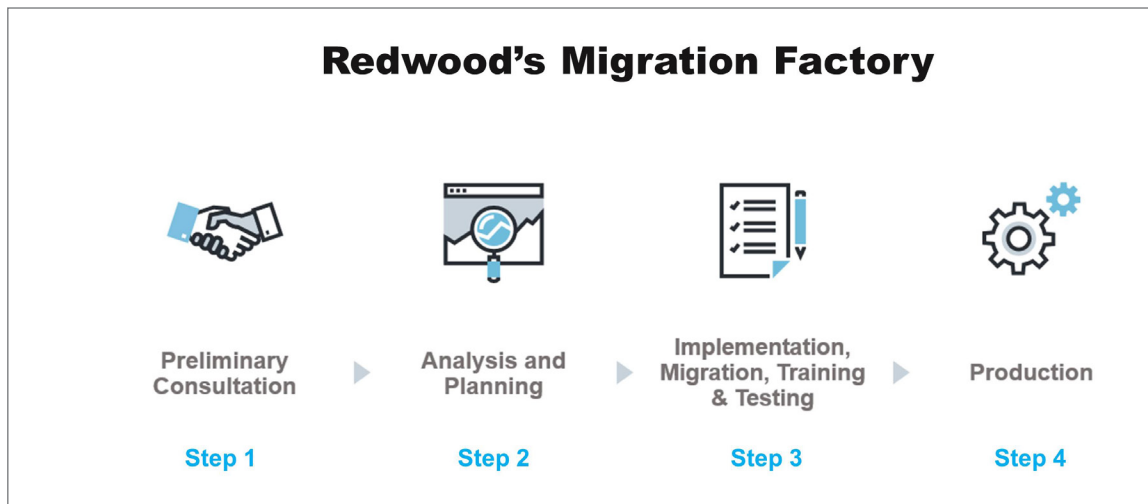 Redwood’s Migration Factory
Preliminary
Consultation
Step 1
Analysis and
Planning
Step 2
Implementation,
Migration, Training
& Testing
Step 3
Production
Step 4